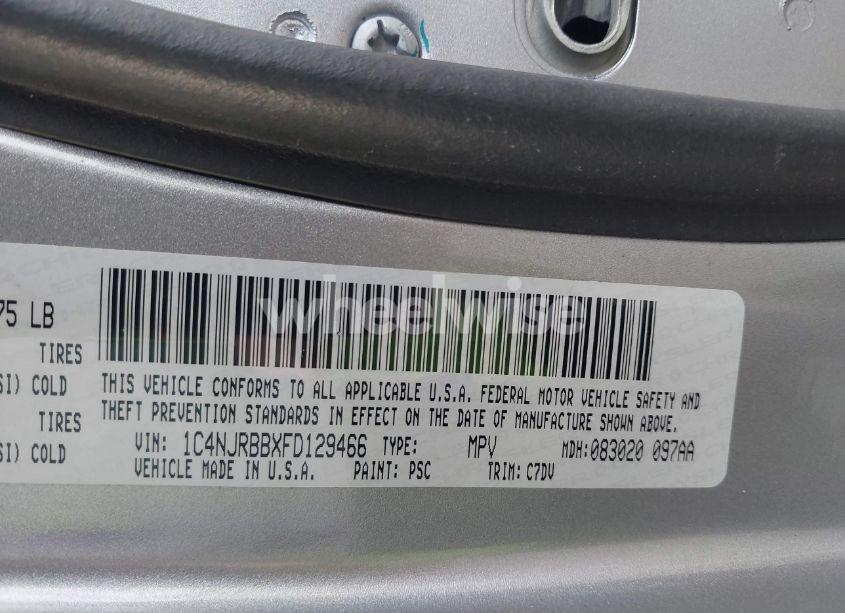 75 LB
TIRES
SI) COLD
TIRES
SI) COLD
wheelwise
THIS VEHICLE CONFORMS TO ALL APPLICABLE U.S.A. FEDERAL MOTOR VEHICLE SAFETY AND
THEFT PREVENTION STANDARDS IN EFFECT ON THE DATE OF MANUFACTURE SHOWN ABOVE.
VIN: 1C4NJRBBXFD129466 TYPE: MPV MDH:083020 097AA
VEHICLE MADE IN U.S.A. PAINT: PSC TRIM: C7DV